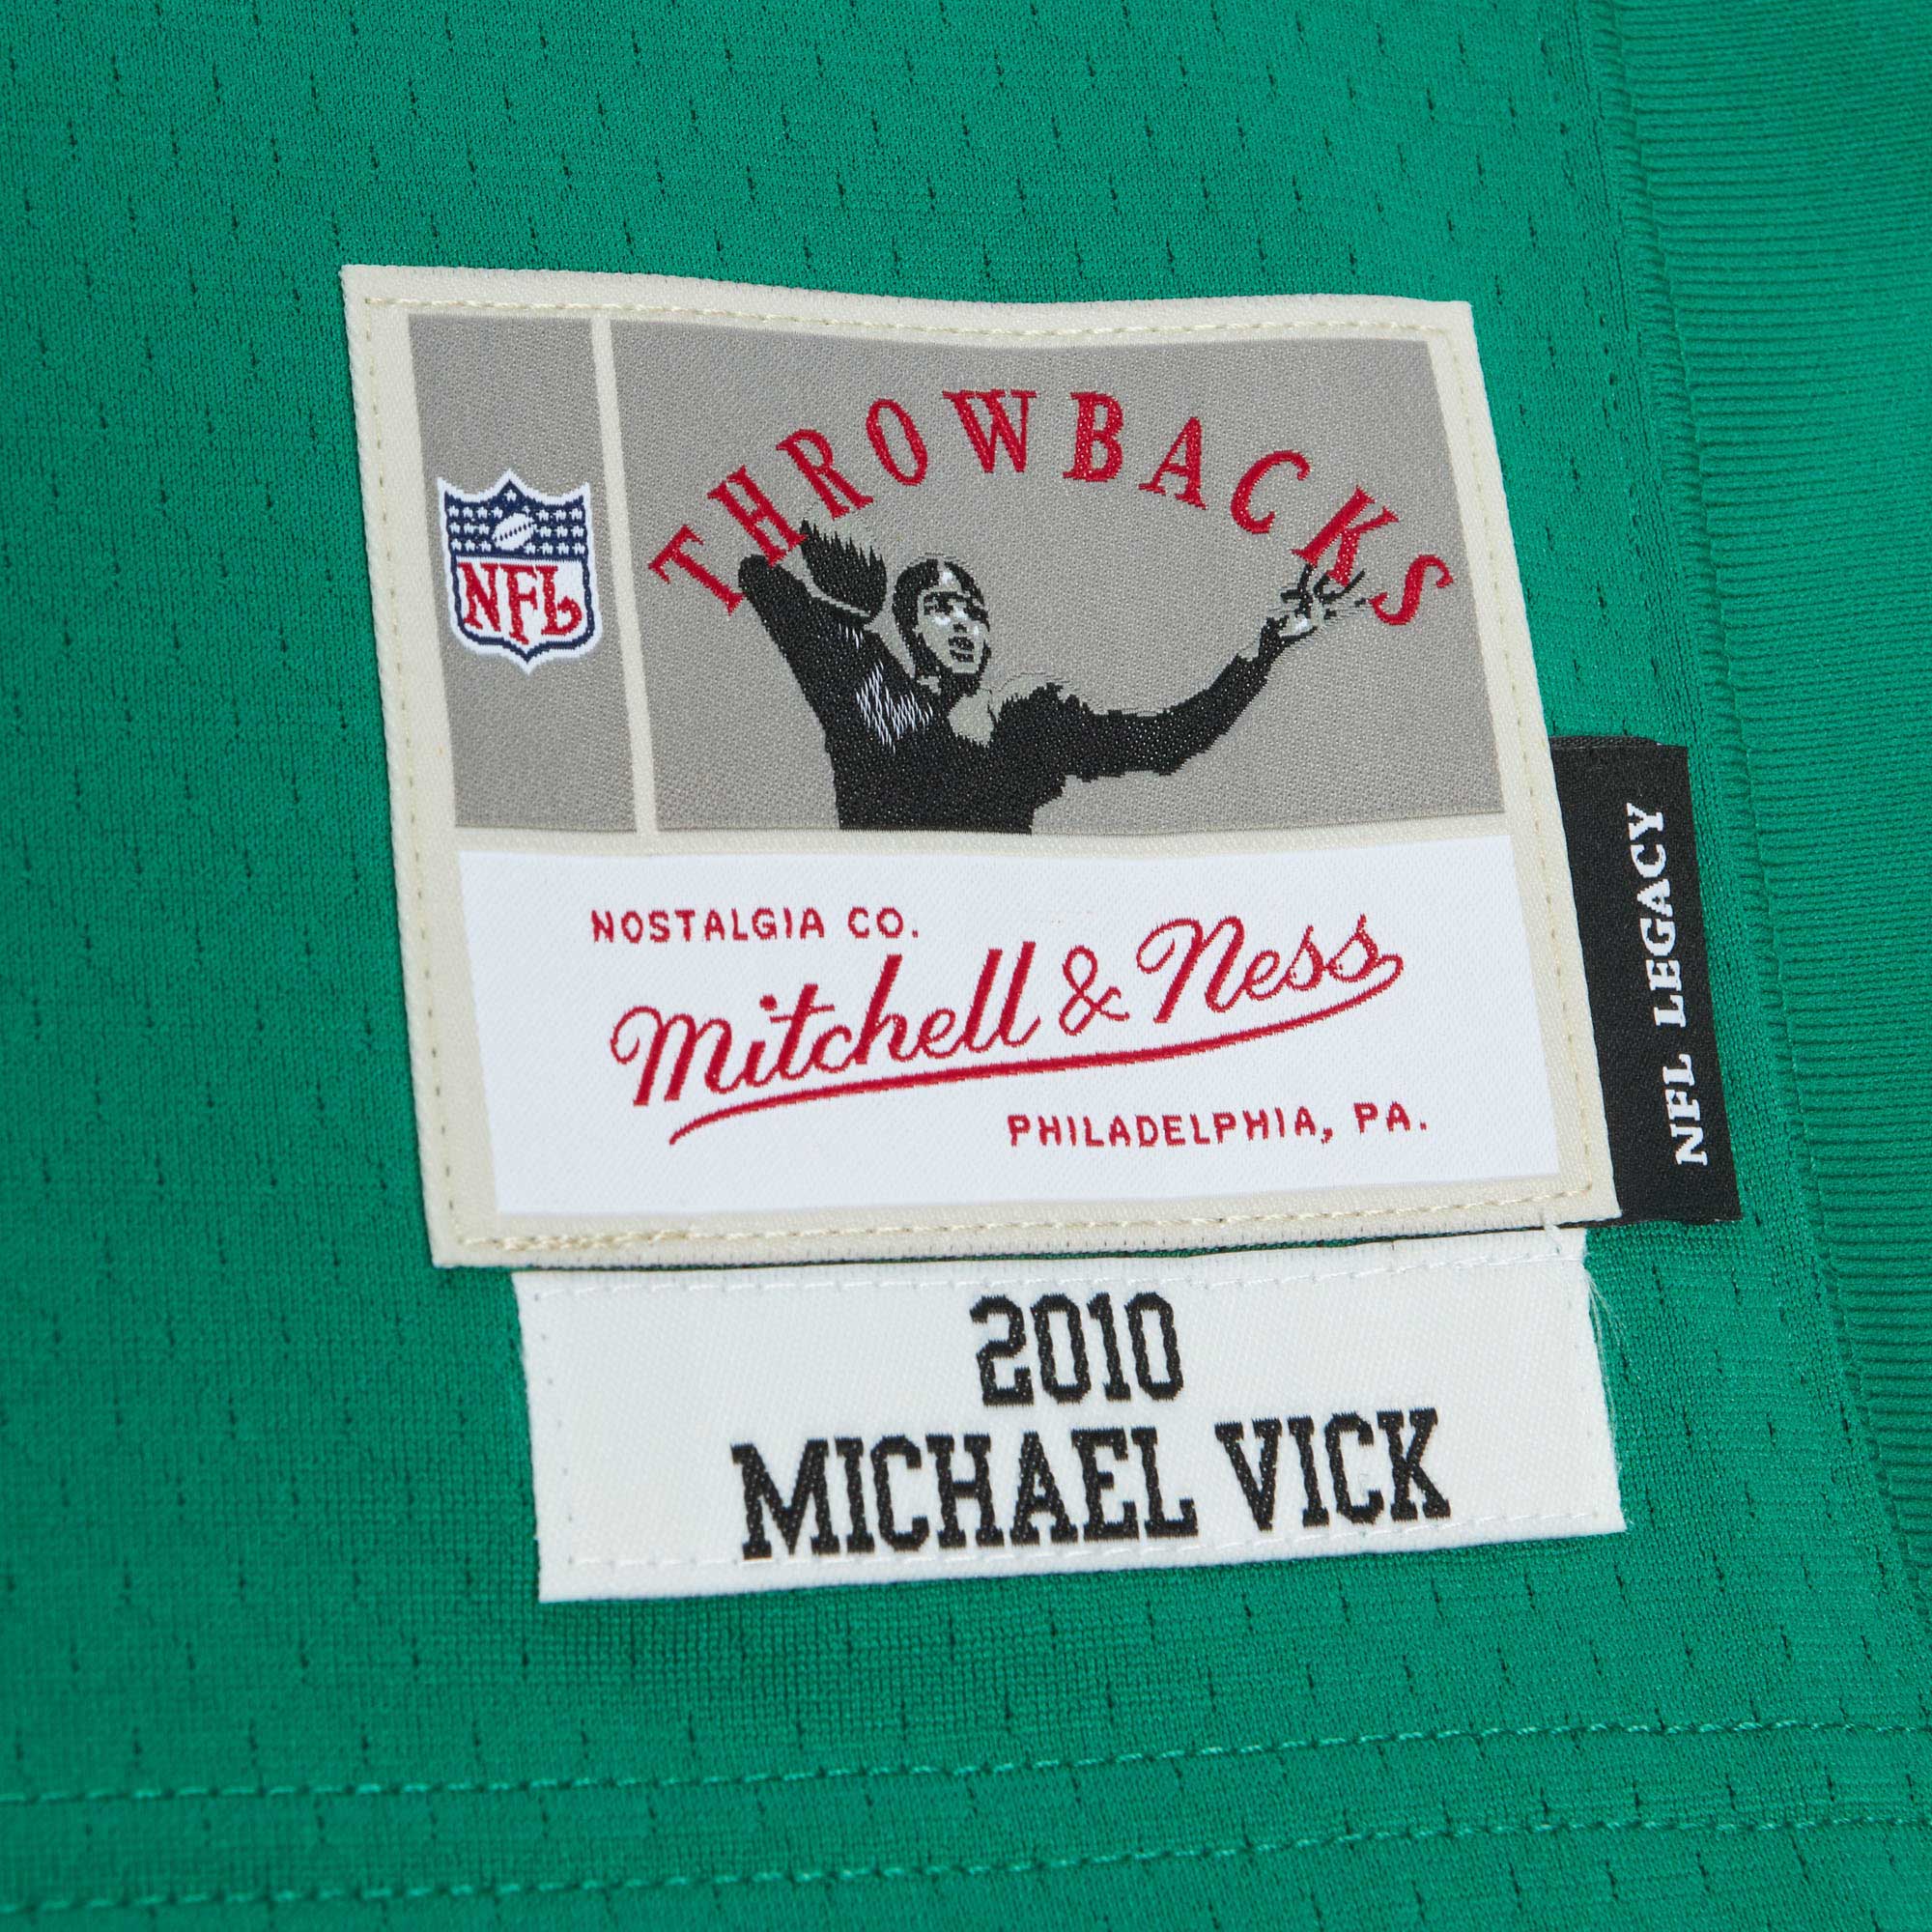 THROWBACKS
NFL
NOSTALGIA CO.
Mitchell & Ness
PHILADELPHIA, PA.
NFL LEGACY
2010
MICHAEL VICK